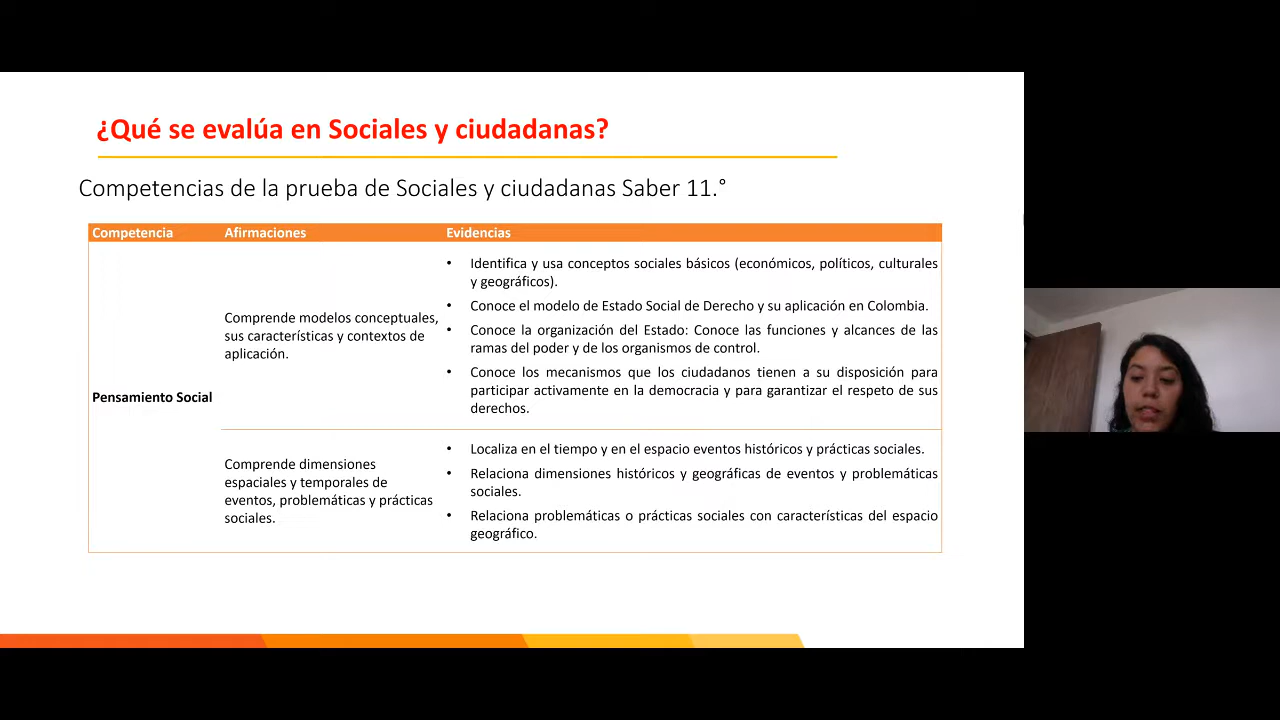 ¿Qué se evalúa en Sociales y ciudadanas?
Competencias de la prueba de Sociales y ciudadanas Saber 11.°
Competencia Afirmaciones Evidencias
Pensamiento Social
Comprende modelos conceptuales,
sus características y contextos de
aplicación.
• Identifica y usa conceptos sociales básicos (económicos, políticos, culturales
y geográficos).
• Conoce el modelo de Estado Social de Derecho y su aplicación en Colombia.
• Conoce la organización del Estado: Conoce las funciones y alcances de las
ramas del poder y de los organismos de control.
• Conoce los mecanismos que los ciudadanos tienen a su disposición para
participar activamente en la democracia y para garantizar el respeto de sus
derechos.
Comprende dimensiones
espaciales y temporales de
eventos, problemáticas y prácticas
sociales.
• Localiza en el tiempo y en el espacio eventos históricos y prácticas sociales.
• Relaciona dimensiones históricos y geográficas de eventos y problemáticas
sociales.
• Relaciona problemáticas o prácticas sociales con características del espacio
geográfico.